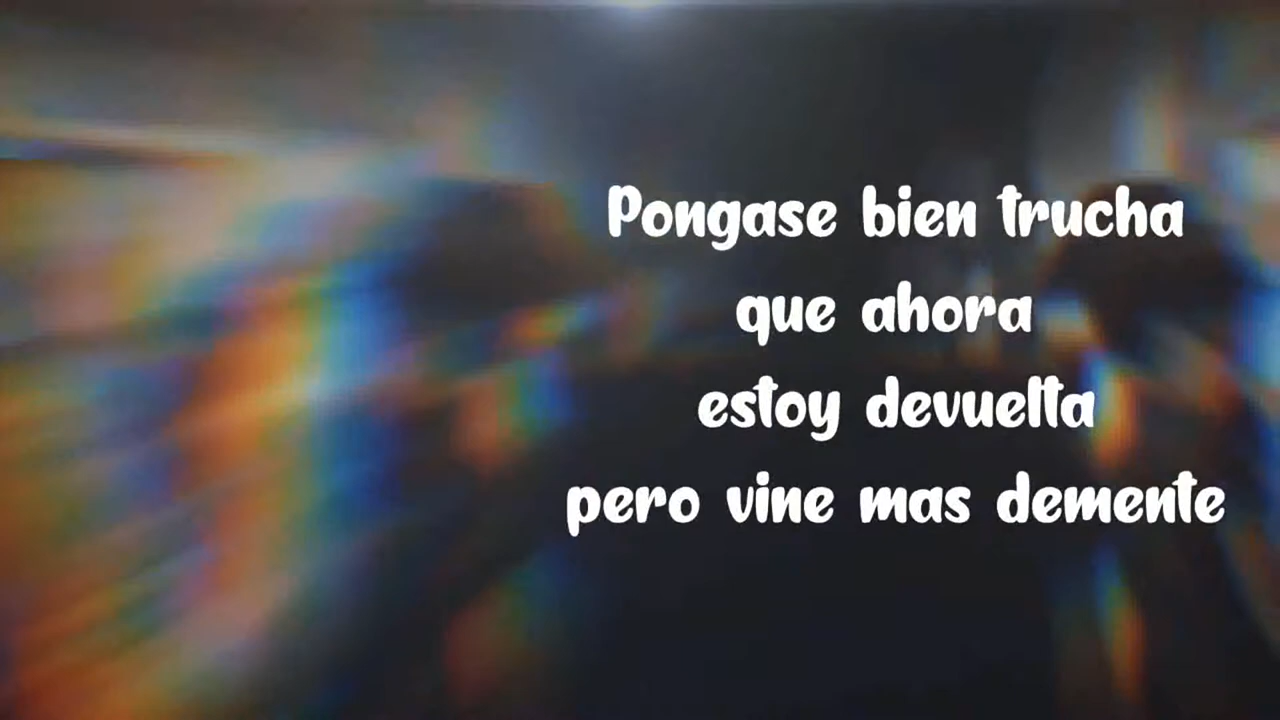 Pongase bien trucha
que ahora
estoy devuelta
pero vine mas demente